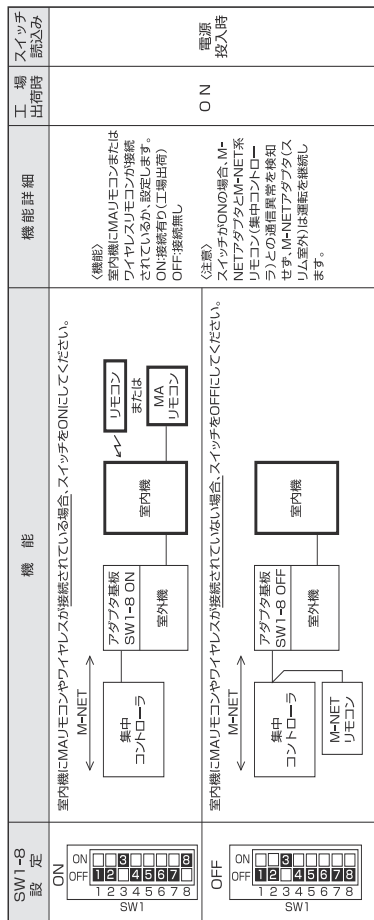 SW1-8
設 定
機 能
機能詳細
工 場
出荷時
スイッチ
読込み
ON
ON
OFF
3
8
1
2
4
5
6
7
1 2 3 4 5 6 7 8
SW1
室内機にMAリモコンやワイヤレスが接続されている場合、スイッチをONにしてください。
M-NET
集中
コントローラ
アダプタ基板
SW1-8 ON
室外機
室内機
リモコン
または
MA
リモコン
〈機能〉
室内機にMAリモコンまたは
ワイヤレスリモコンが接続
されているか、設定します。
ON:接続有り(工場出荷)
OFF:接続無し
ON
電源
投入時
OFF
ON
OFF
3
1
2
4
5
6
7
8
1 2 3 4 5 6 7 8
SW1
室内機にMAリモコンやワイヤレスが接続されていない場合、スイッチをOFFにしてください。
M-NET
集中
コントローラ
M-NET
リモコン
アダプタ基板
SW1-8 OFF
室外機
室内機
〈注意〉
スイッチがONの場合、M-
NETアダプタとM-NET系
リモコン(集中コントロー
ラ)との通信異常を検知
せず、M-NETアダプタ(ス
リム室外)は運転を継続し
ます。